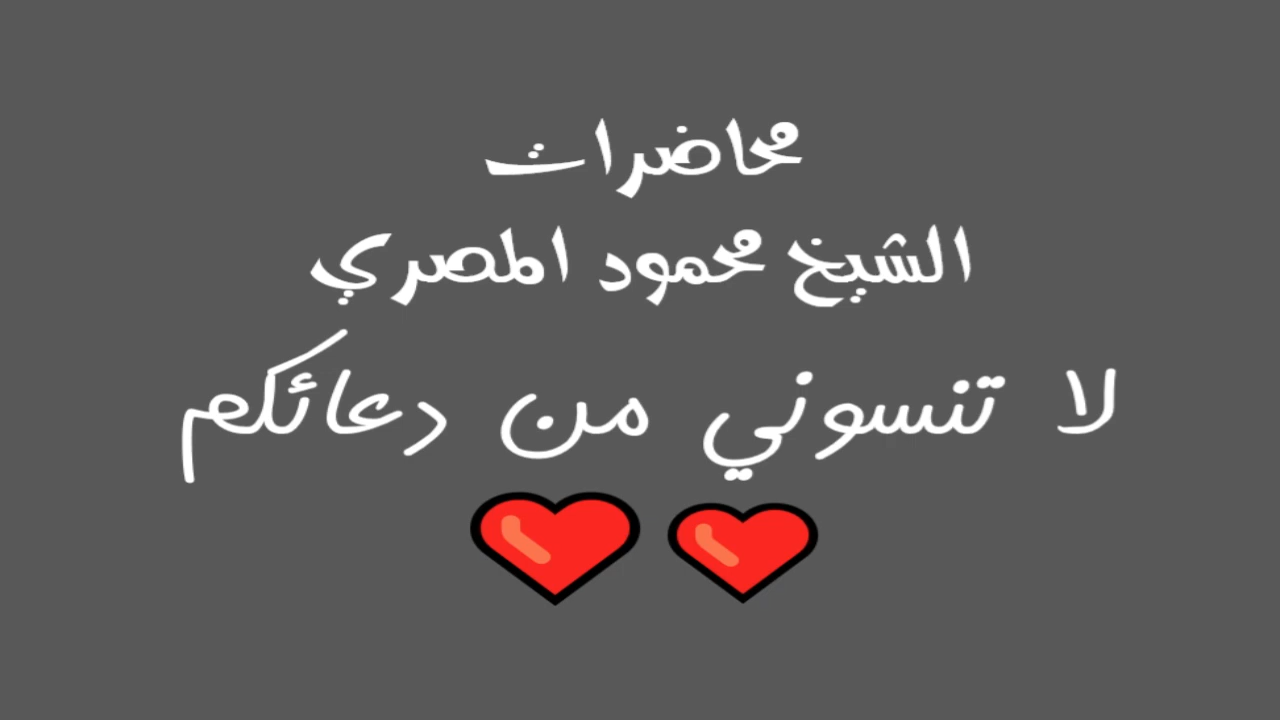 محاضرات
الشيخ محمود المصري
لا تنسوني من دعائكم